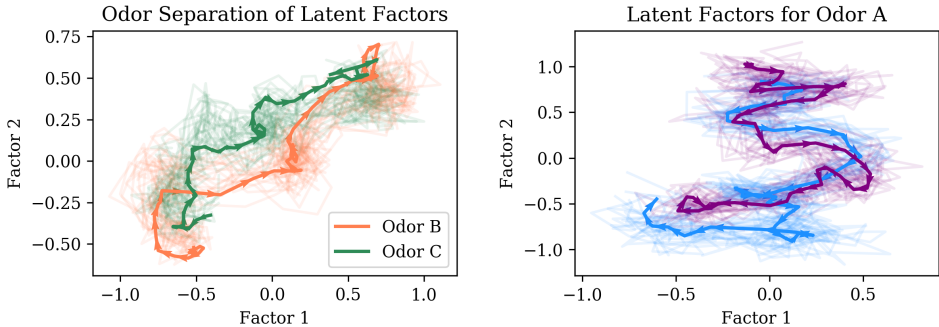 Odor Separation of Latent Factors
0.75
0.50
0.25
0.00
−0.25
−0.50
Factor 2
−1.0 −0.5 0.0 0.5 1.0
Factor 1
Odor B
Odor C
Latent Factors for Odor A
1.0
0.5
0.0
−0.5
−1.0
Factor 2
−1.0 −0.5 0.0 0.5
Factor 1